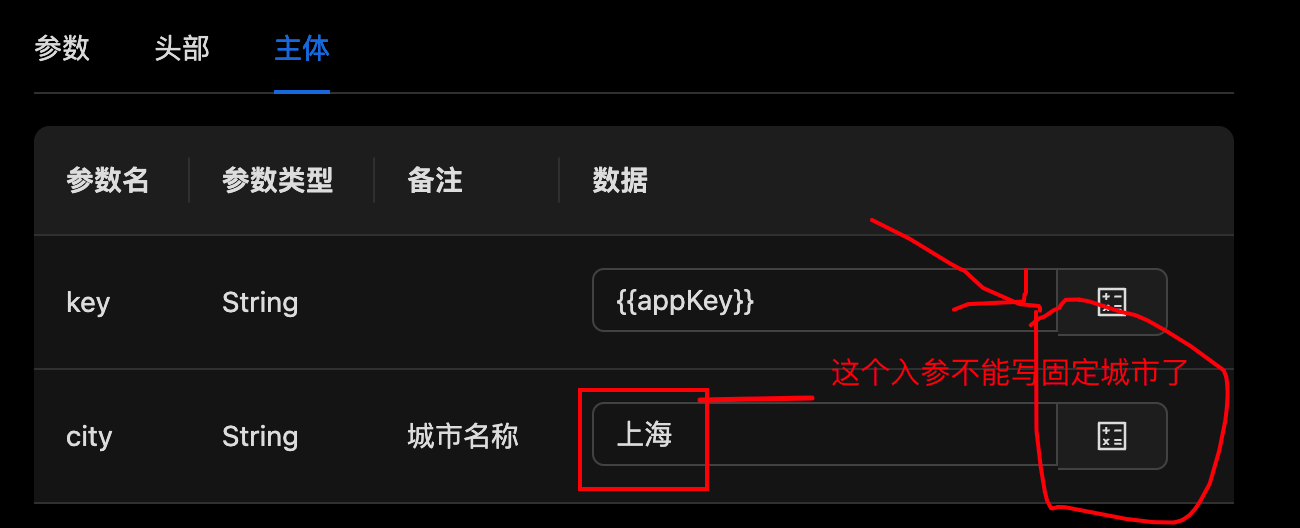 参数 头部 主体
参数名 参数类型 备注 数据
key String {{appKey}}
这个入参不能写固定城市了
city String 城市名称 上海